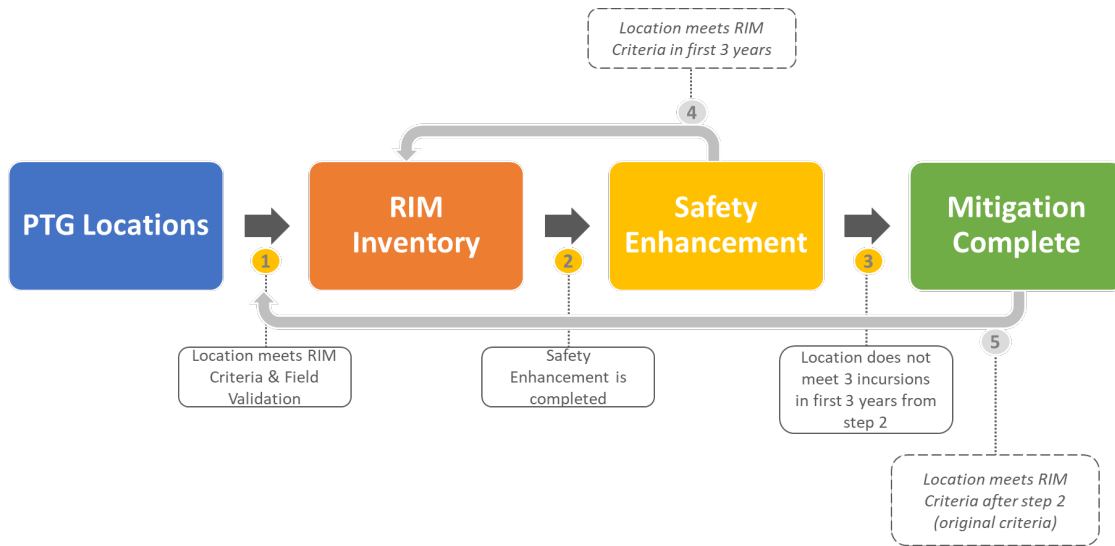 Location meets RIM
Criteria in first 3 years
4
PTG Locations
RIM
Inventory
Safety
Enhancement
Mitigation
Complete
1
2
3
5
Location meets RIM
Criteria & Field
Validation
Safety
Enhancement is
completed
Location does not
meet 3 incursions
in first 3 years from
step 2
Location meets RIM
Criteria after step 2
(original criteria)